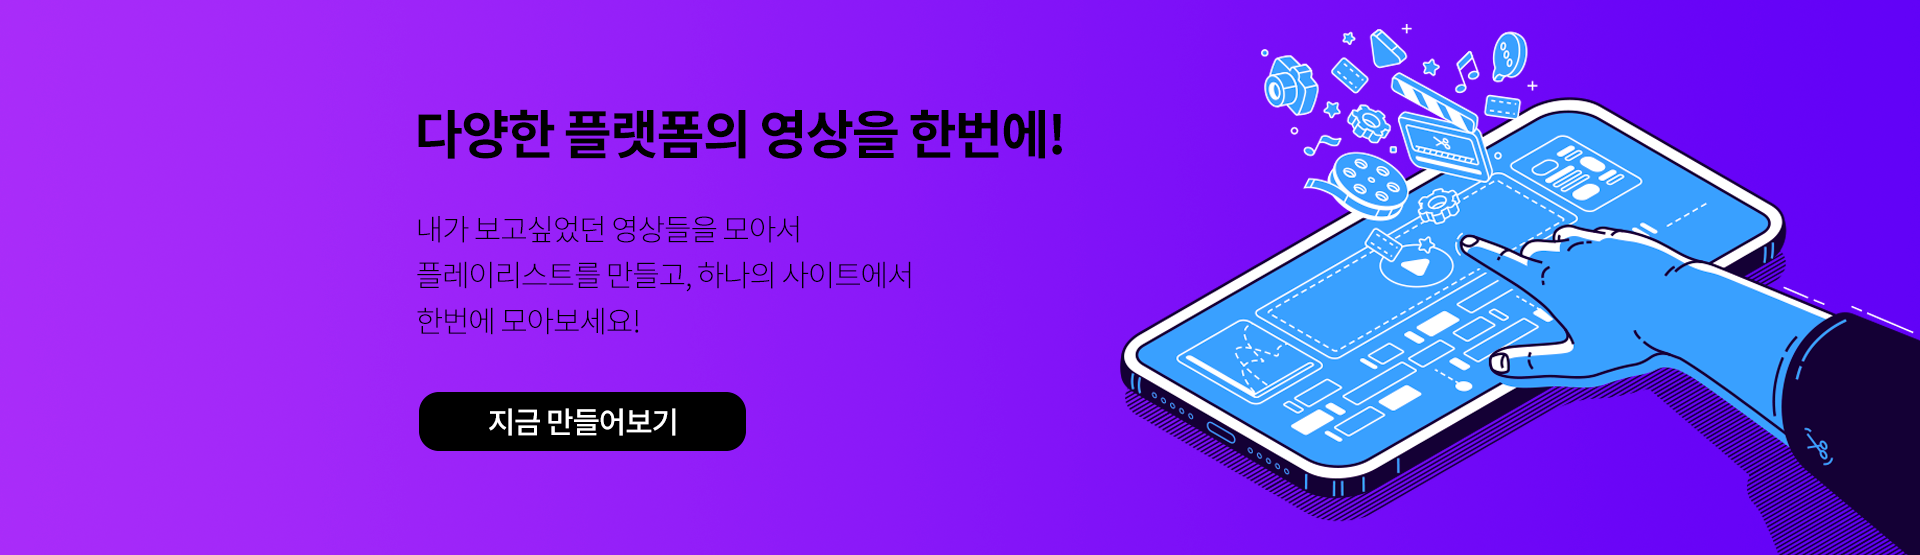 다양한 플랫폼의 영상을 한번에!
내가 보고싶었던 영상들을 모아서
플레이리스트를 만들고, 하나의 사이트에서
한번에 모아보세요!
지금 만들어보기